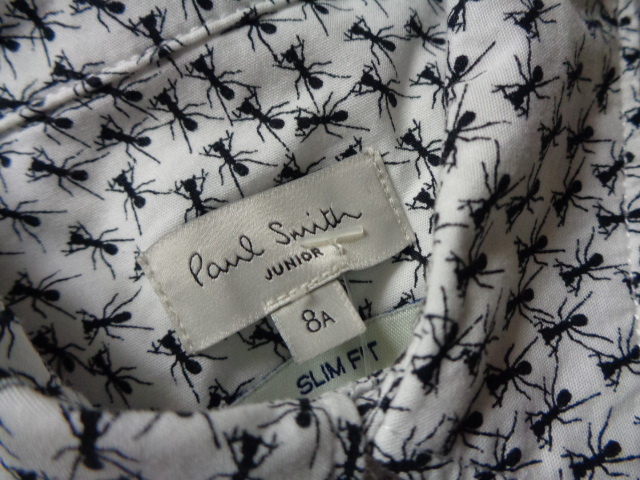 Paul Smith
JUNIOR
8A
SLIM FIT